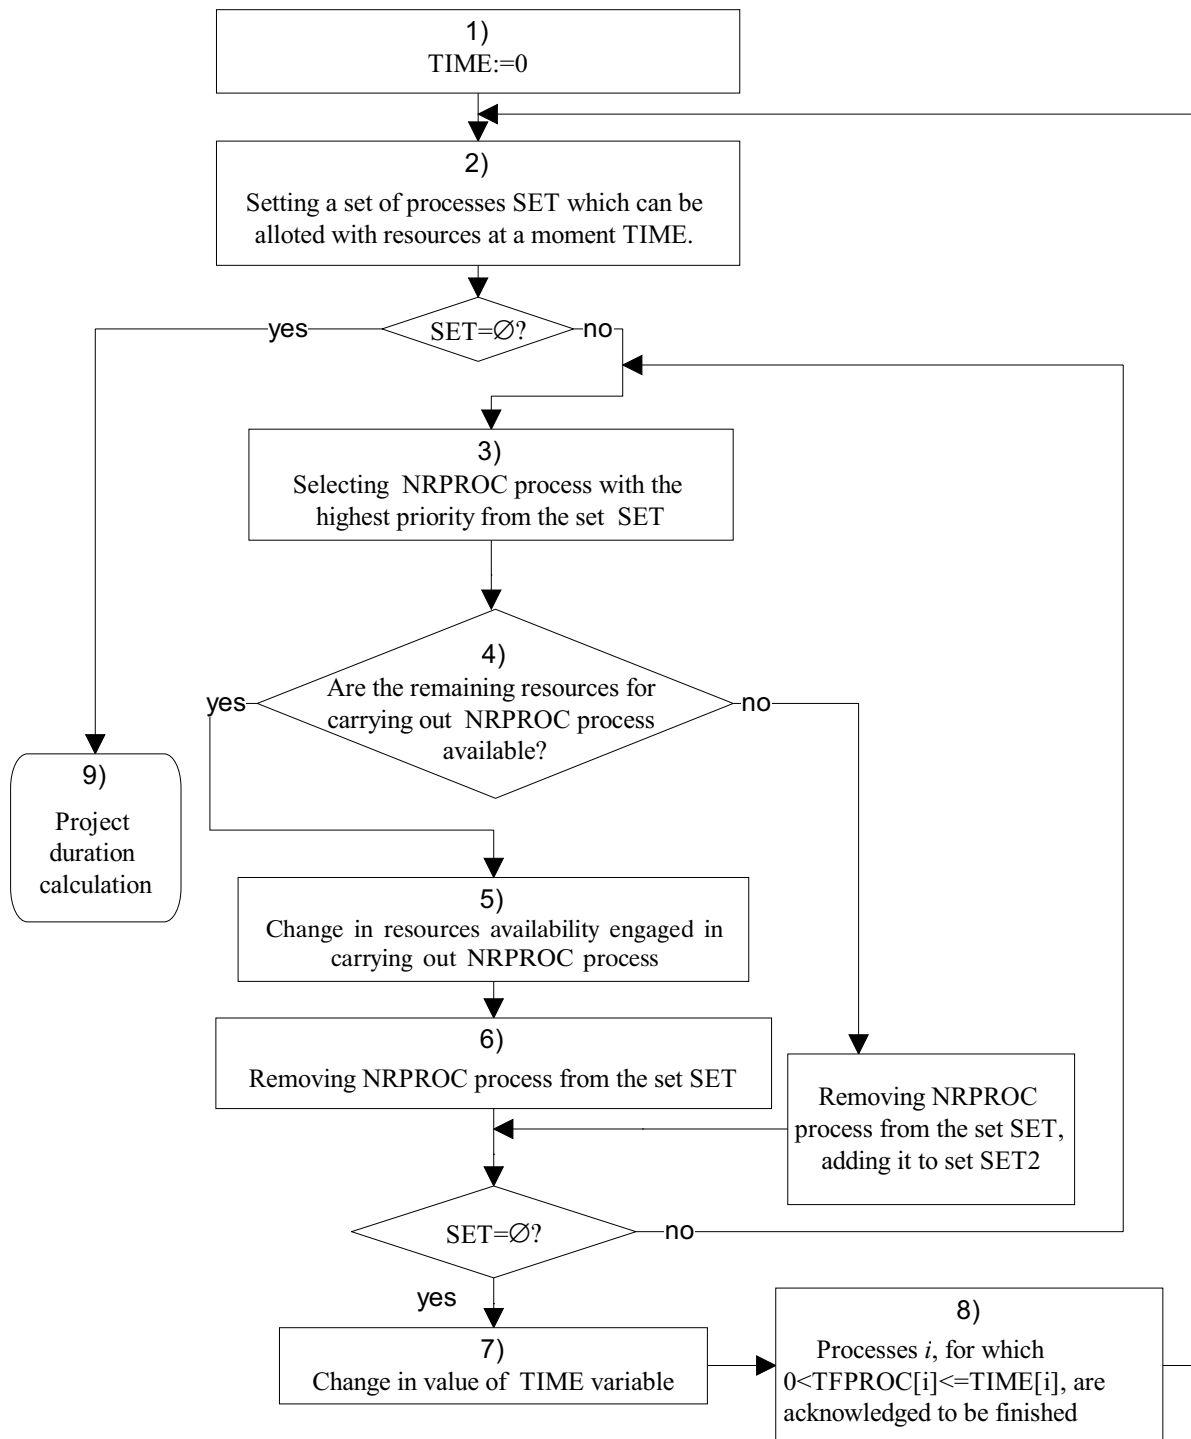 1)
TIME:=0
2)
Setting a set of processes SET which can be
alloted with resources at a moment TIME.
yes
SET=∅?
no
3)
Selecting NRPROC process with the
highest priority from the set SET
4)
Are the remaining resources for
carrying out NRPROC process
available?
yes
no
9)
Project
duration
calculation
5)
Change in resources availability engaged in
carrying out NRPROC process
6)
Removing NRPROC process from the set SET
Removing NRPROC
process from the set SET,
adding it to set SET2
SET=∅?
no
yes
7)
Change in value of TIME variable
8)
Processes i, for which
0<TFPROC[i]<=TIME[i], are
acknowledged to be finished